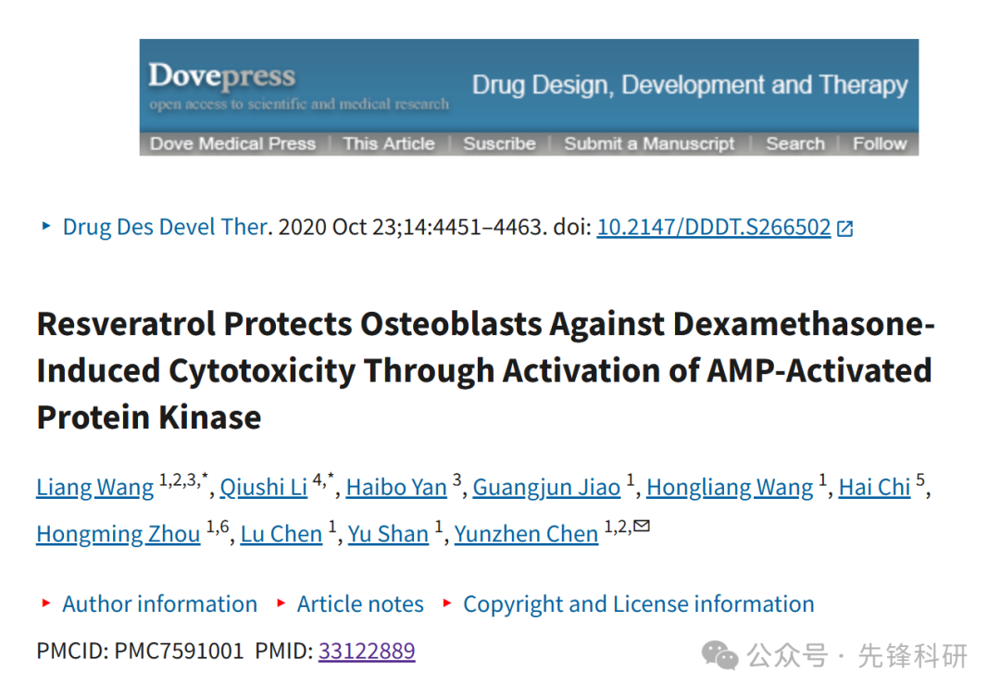 Dovepress
open access to scientific and medical research
Drug Design, Development and Therapy
Dove Medical Press | This Article | Suscribe | Submit a Manuscript | Search | Follow
Drug Des Devel Ther. 2020 Oct 23;14:4451–4463. doi: 10.2147/DDDT.S266502
Resveratrol Protects Osteoblasts Against Dexamethasone-
Induced Cytotoxicity Through Activation of AMP-Activated
Protein Kinase
Liang Wang 1,2,3,*, Qiushi Li 4,*, Haibo Yan 3, Guangjun Jiao 1, Hongliang Wang 1, Hai Chi 5,
Hongming Zhou 1,6, Lu Chen 1, Yu Shan 1, Yunzhen Chen 1,2,✉
Author information Article notes Copyright and License information
PMCID: PMC7591001 PMID: 33122889
公众号 · 先锋科研